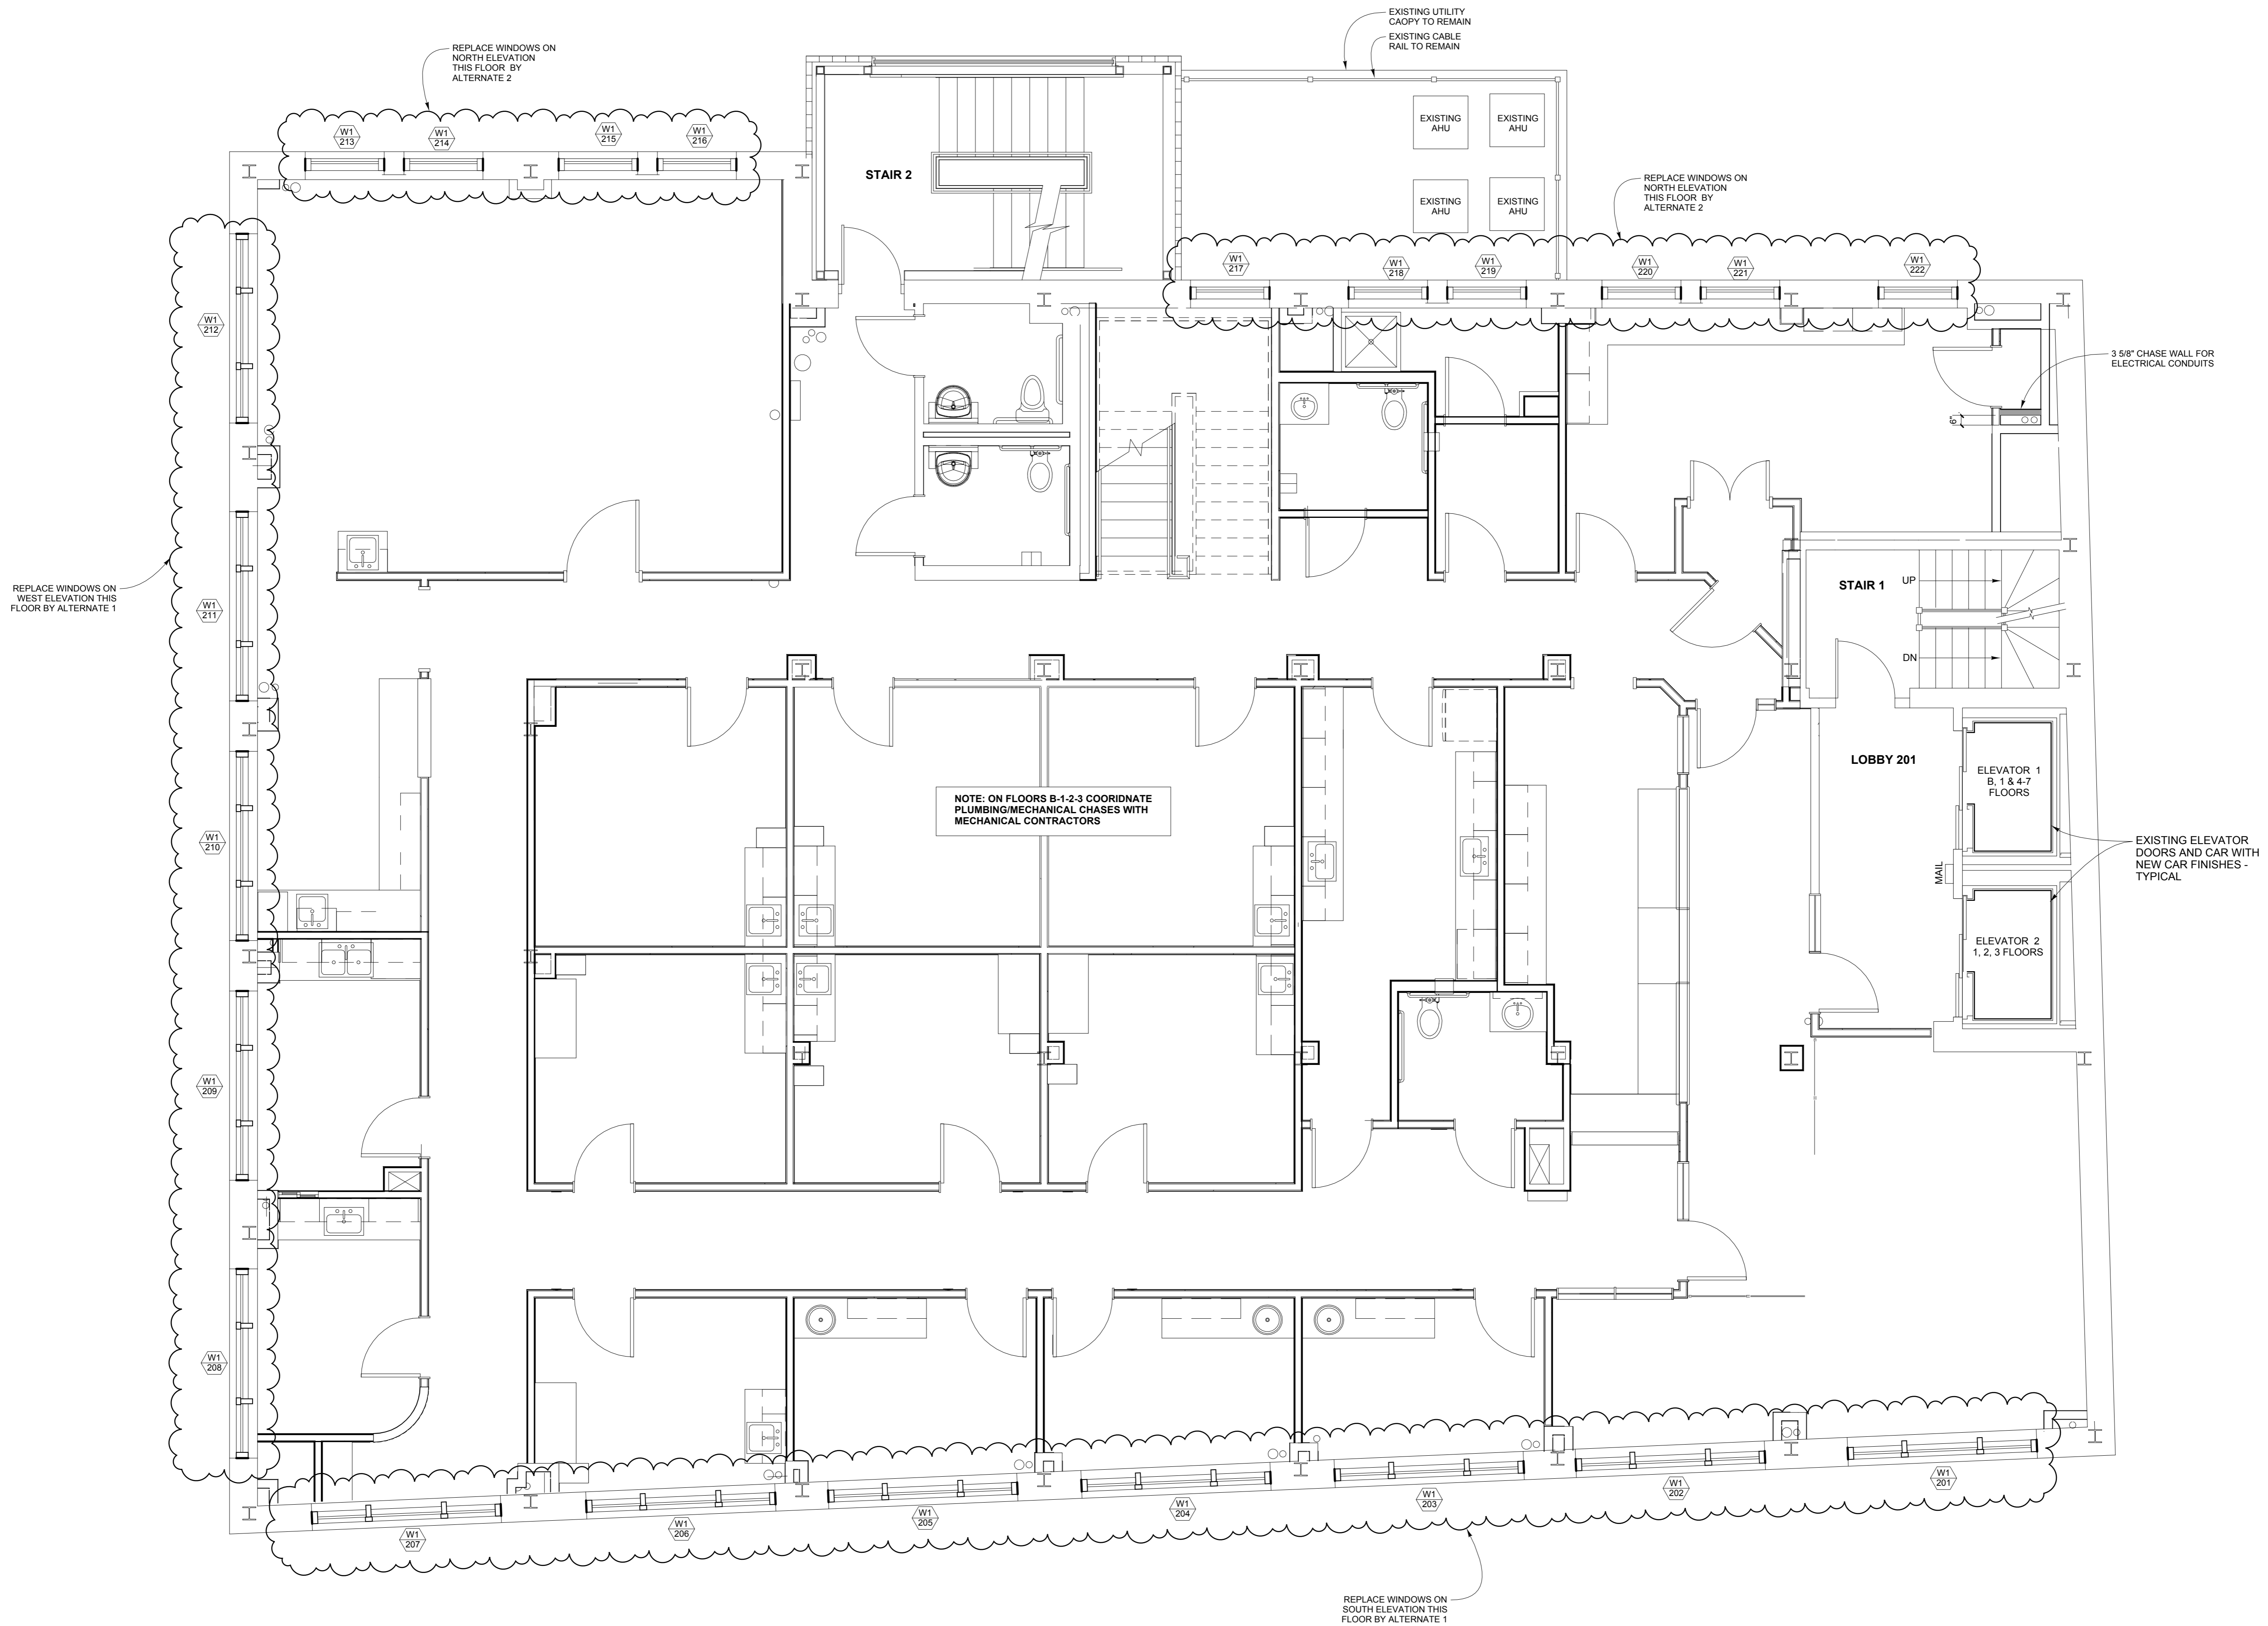 EXISTING UTILITY
CAOPY TO REMAIN
EXISTING CABLE
RAIL TO REMAIN
REPLACE WINDOWS ON
NORTH ELEVATION
THIS FLOOR BY
ALTERNATE 2
W1
213
W1
214
W1
215
W1
216
STAIR 2
EXISTING
AHU
EXISTING
AHU
EXISTING
AHU
EXISTING
AHU
REPLACE WINDOWS ON
NORTH ELEVATION
THIS FLOOR BY
ALTERNATE 2
W1
217
W1
218
W1
219
W1
220
W1
221
W1
222
W1
212
3 5/8" CHASE WALL FOR
ELECTRICAL CONDUITS
6"
REPLACE WINDOWS ON
WEST ELEVATION THIS
FLOOR BY ALTERNATE 1
W1
211
STAIR 1
UP
DN
LOBBY 201
ELEVATOR 1
B, 1 & 4-7
FLOORS
NOTE: ON FLOORS B-1-2-3 COORIDNATE
PLUMBING/MECHANICAL CHASES WITH
MECHANICAL CONTRACTORS
W1
210
MAIL
EXISTING ELEVATOR
DOORS AND CAR WITH
NEW CAR FINISHES -
TYPICAL
ELEVATOR 2
1, 2, 3 FLOORS
W1
209
W1
208
W1
207
W1
206
W1
205
W1
204
W1
203
W1
202
W1
201
REPLACE WINDOWS ON
SOUTH ELEVATION THIS
FLOOR BY ALTERNATE 1